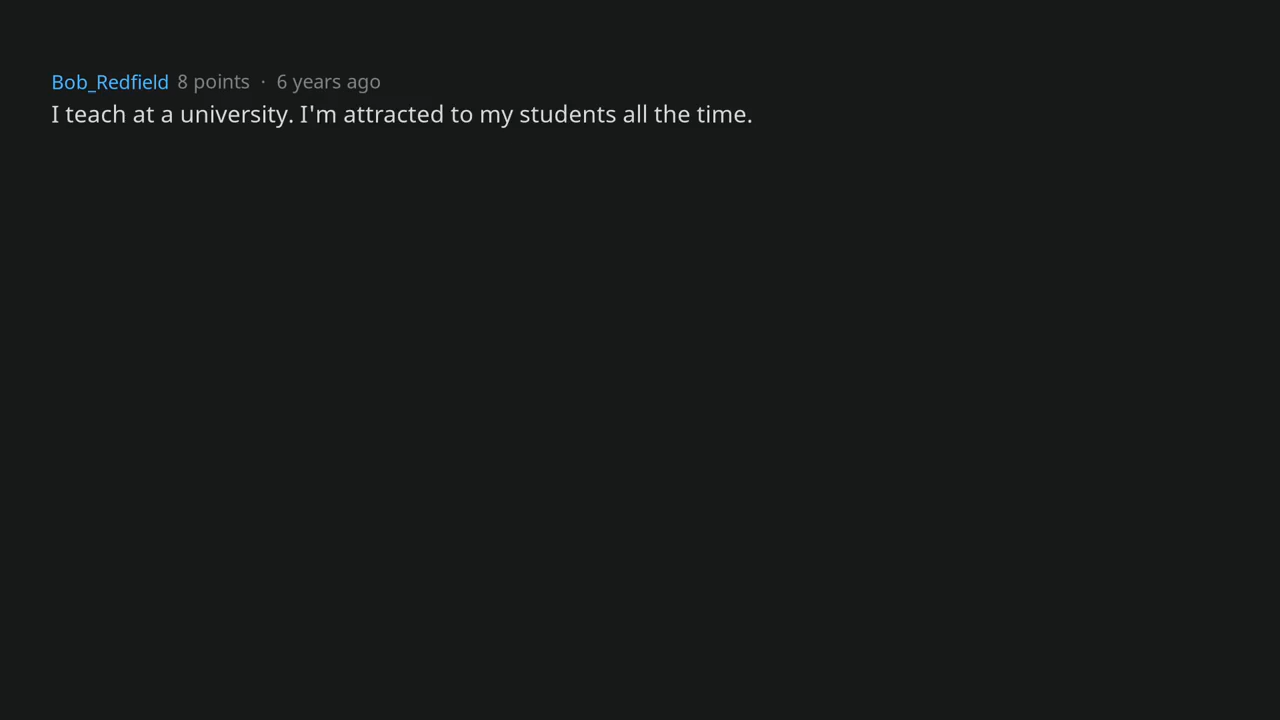 Bob_Redfield 8 points · 6 years ago
I teach at a university. I'm attracted to my students all the time.